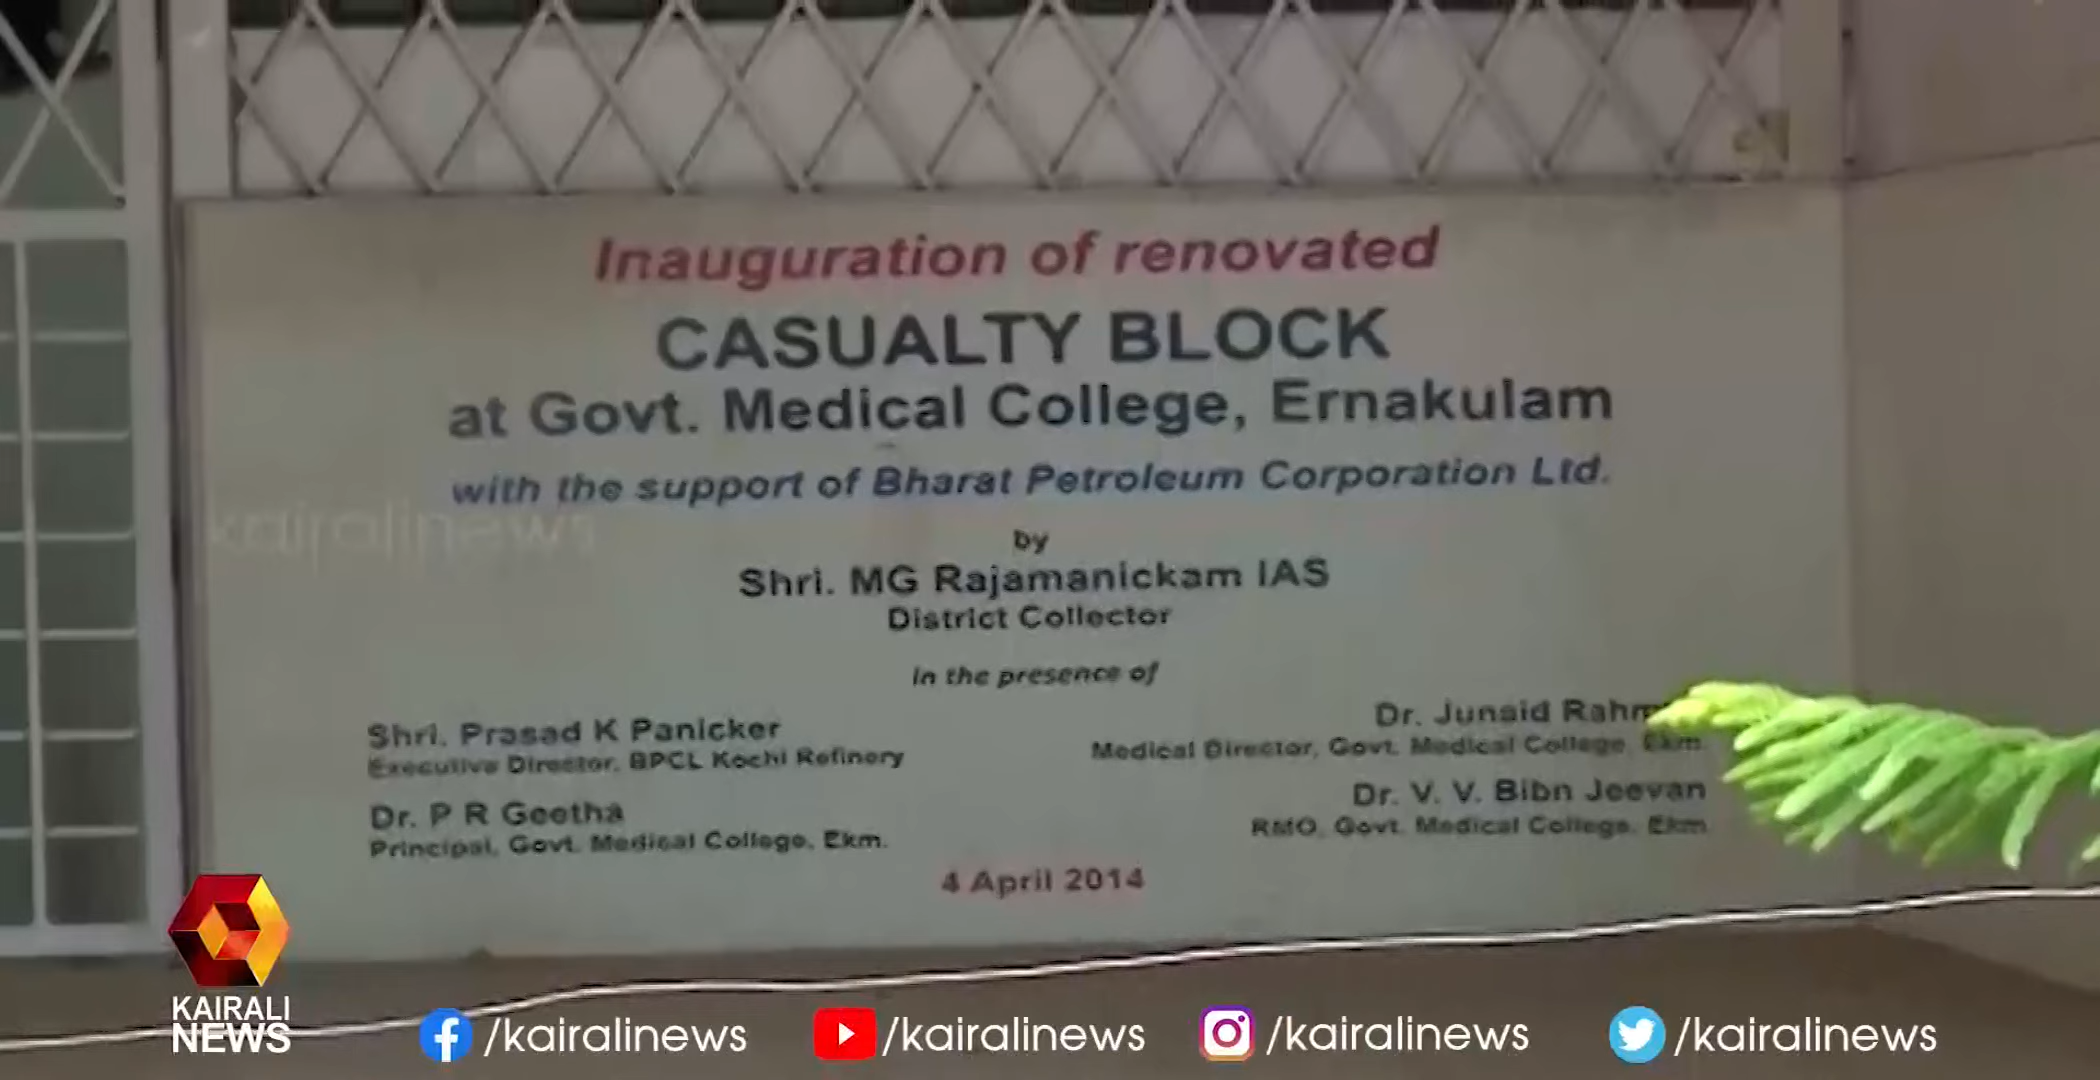 Inauguration of renovated
CASUALTY BLOCK
at Govt. Medical College, Ernakulam
with the support of Bharat Petroleum Corporation Ltd.
kairalinews
by
Shri. MG Rajamanickam IAS
District Collector
in the presence of
Shri. Prasad K Panicker
Executive Director, BPCL Kochi Refinery
Dr. Junaid
Medical Director, Govt. Medical College, Ekm.
Dr. P R Geetha
Principal, Govt. Medical College, Ekm.
Dr. V. V. Bibn Jeevan
RMO, Govt. Medical College, Ekm
4 April 2014
KAIRALI
NEWS
/kairalinews
/kairalinews
/kairalinews
/kairalinews